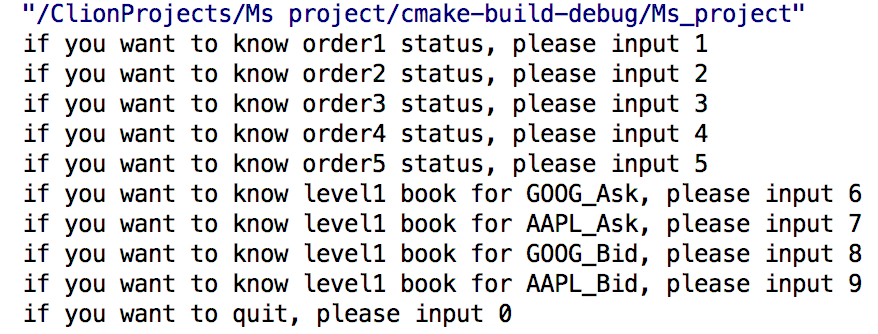 "/ClionProjects/Ms project/cmake-build-debug/Ms_project"
if you want to know order1 status, please input 1
if you want to know order2 status, please input 2
if you want to know order3 status, please input 3
if you want to know order4 status, please input 4
if you want to know order5 status, please input 5
if you want to know level1 book for GOOG_Ask, please input 6
if you want to know level1 book for AAPL_Ask, please input 7
if you want to know level1 book for GOOG_Bid, please input 8
if you want to know level1 book for AAPL_Bid, please input 9
if you want to quit, please input 0